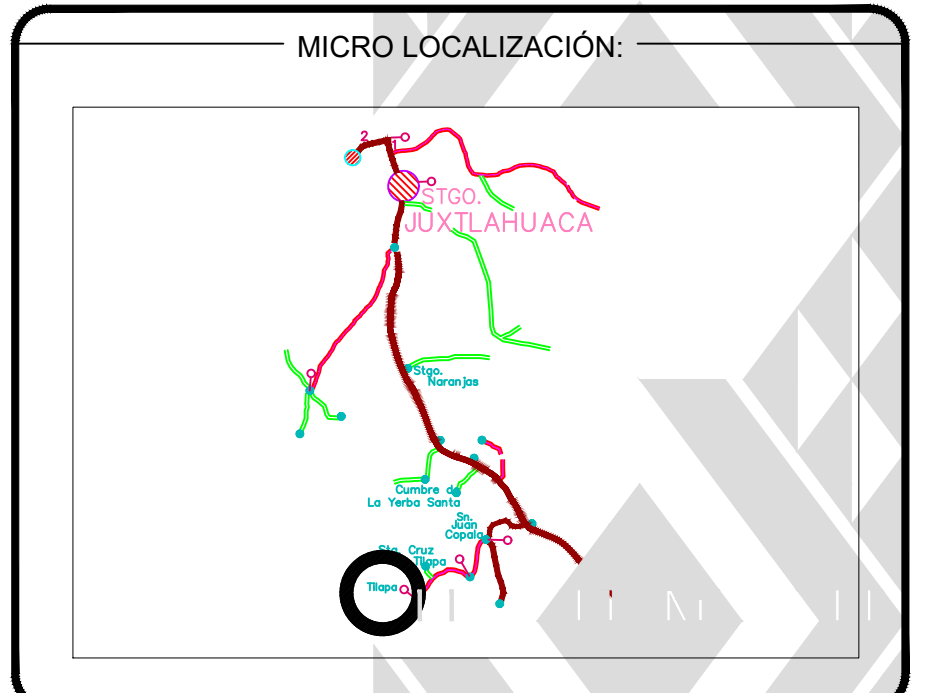 MICRO LOCALIZACIÓN:
2
1
STGO.
JUXTLAHUACA
Stgo.
Naranjas
Cumbre de
La Yerba Santa
Sn.
Juan
Copala
Sta. Cruz
Tilapa
Tilapa